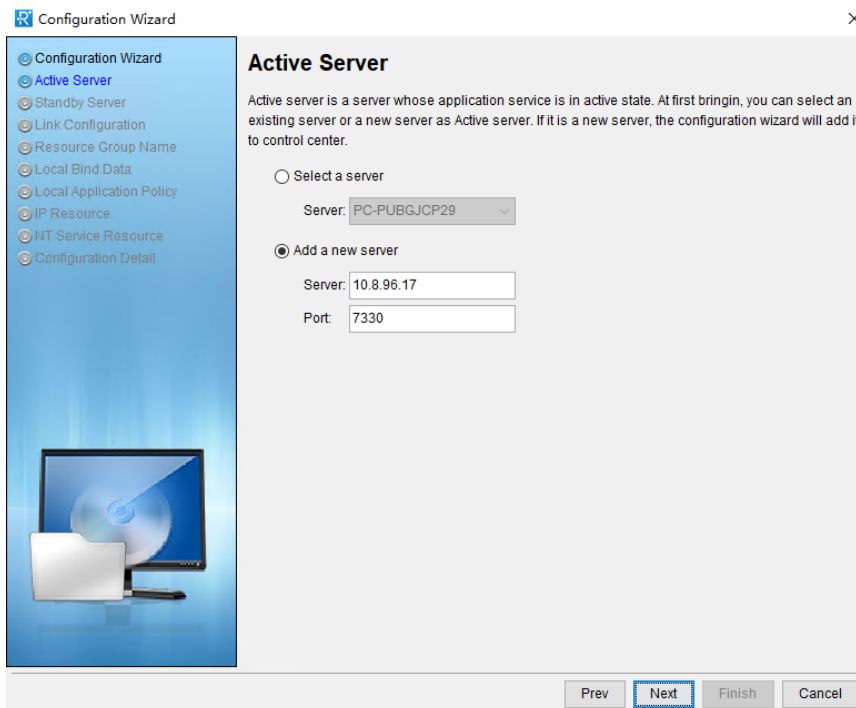 Configuration Wizard
Configuration Wizard
Active Server
Standby Server
Link Configuration
Resource Group Name
Local Bind Data
Local Application Policy
IP Resource
NT Service Resource
Configuration Detail
Active Server
Active server is a server whose application service is in active state. At first bringin, you can select an
existing server or a new server as Active server. If it is a new server, the configuration wizard will add it
to control center.
Select a server
Server: PC-PUBGJCP29
Add a new server
Server: 10.8.96.17
Port: 7330
Prev Next Finish Cancel